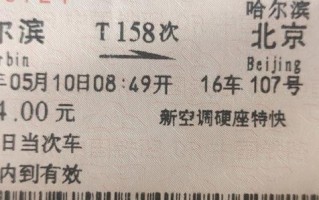 哈尔滨
尔滨 T158次 北京
rbin Beijing
年05月10日08:49开 16车 107号
4.00元 新空调硬座特快
日当次车
内到有效